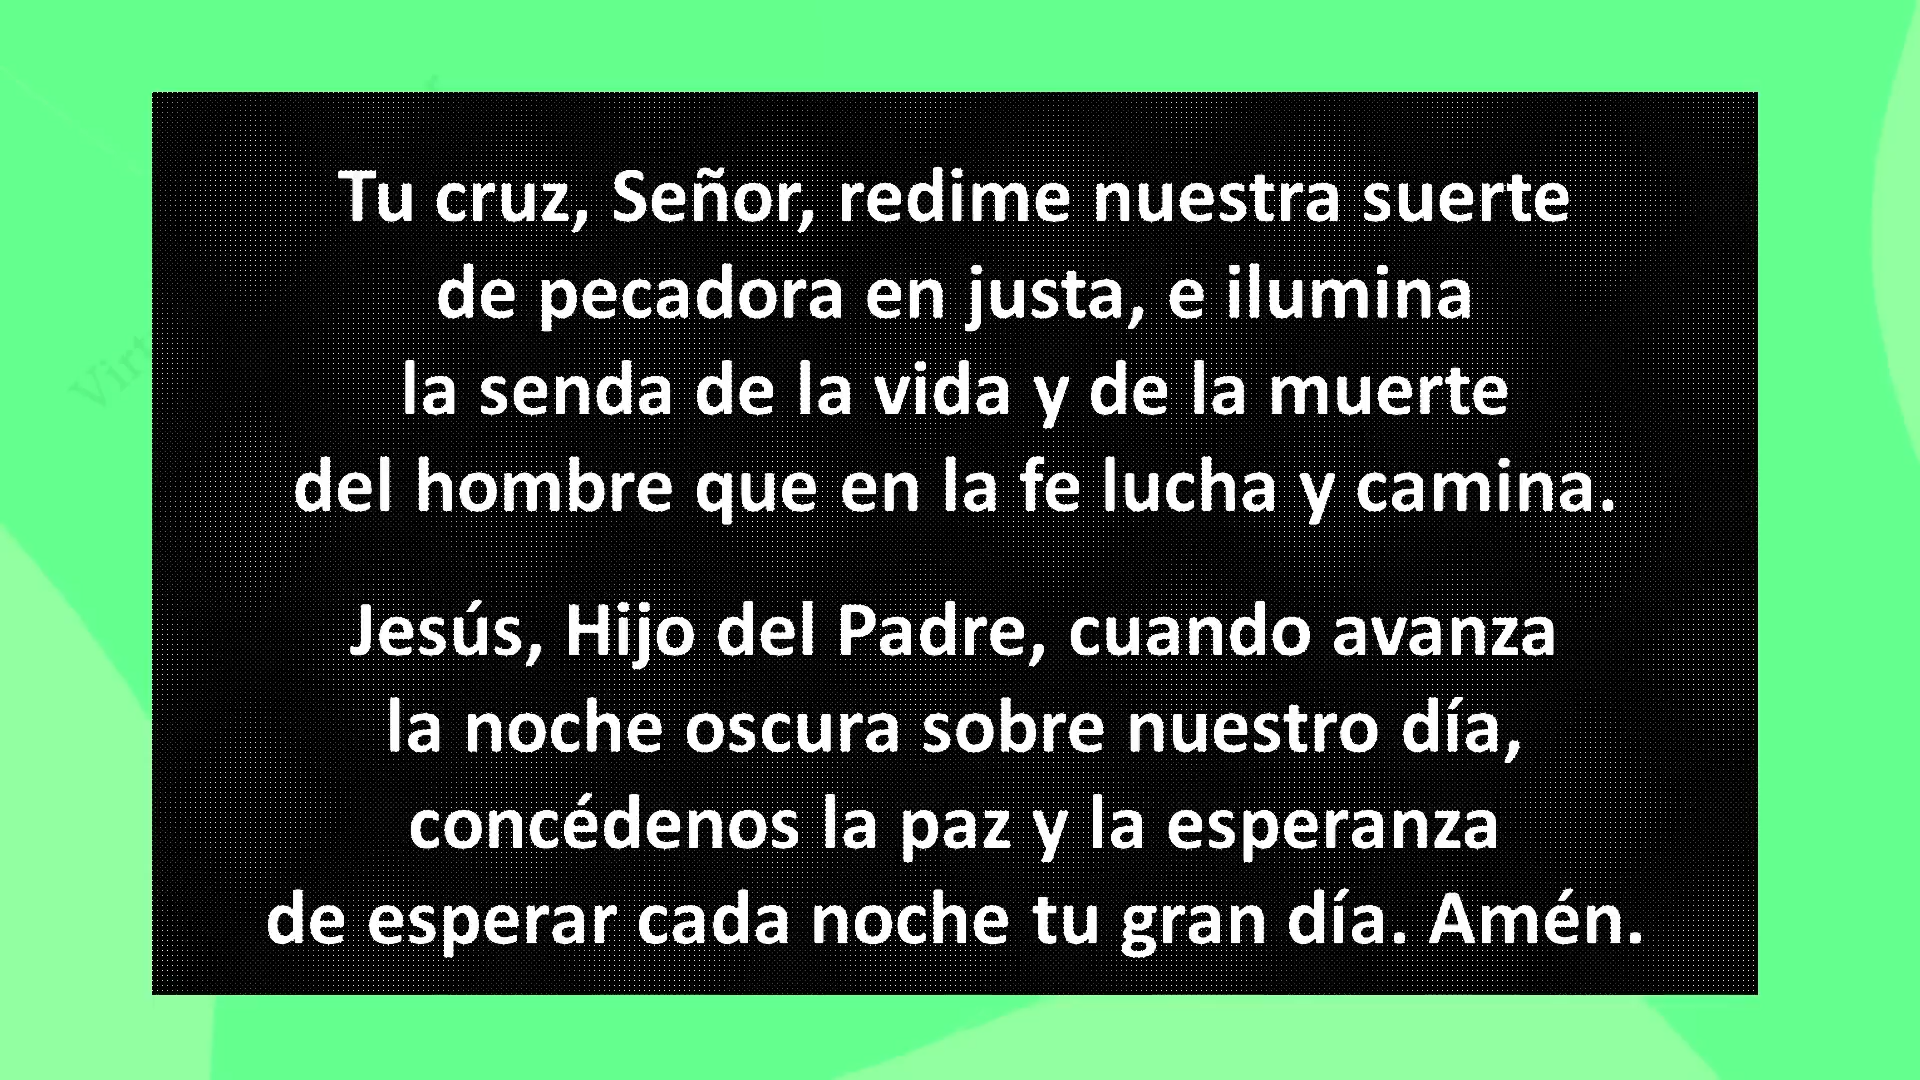 Tu cruz, Señor, redime nuestra suerte
de pecadora en justa, e ilumina
la senda de la vida y de la muerte
del hombre que en la fe lucha y camina.
Jesús, Hijo del Padre, cuando avanza
la noche oscura sobre nuestro día,
concédenos la paz y la esperanza
de esperar cada noche tu gran día. Amén.